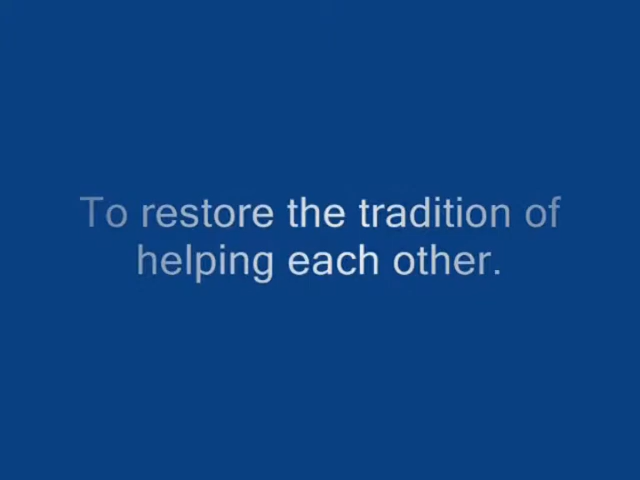 To restore the tradition of
helping each other.